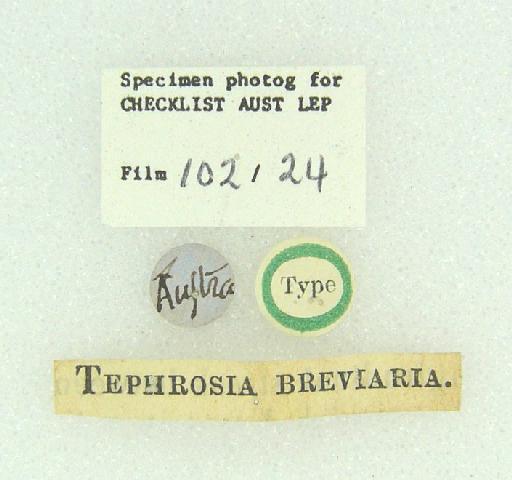 Specimen photog for
CHECKLIST AUST LEP
Film 102/24
Austra
Type
TEPHROSIA BREVIARIA.